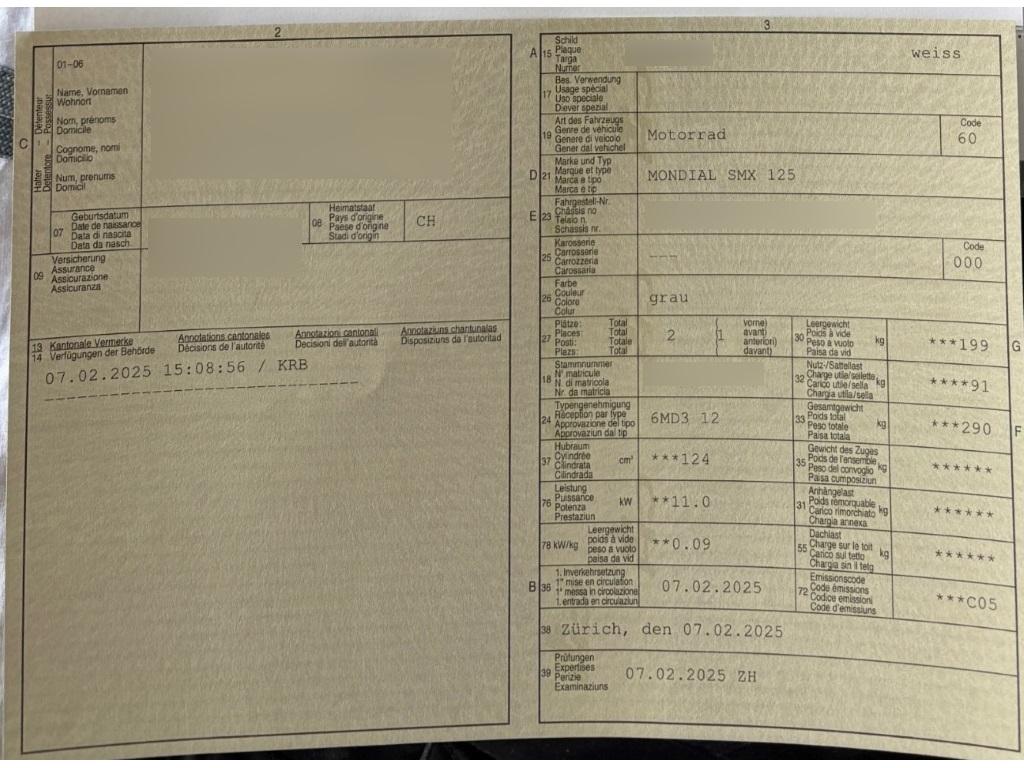 2
C
Halter – Détenteur
Detentore – Possessur
01–06
Name, Vornamen
Wohnort
Nom, prénoms
Domicile
Cognome, nomi
Domicilio
Num, prenums
Domicil
07
Geburtsdatum
Date de naissance
Data di nascita
Data da nasch.
08
Heimatstaat
Pays d'origine
Paese d'origine
Stadi d'origin
CH
09
Versicherung
Assurance
Assicurazione
Assicuranza
13 Kantonale Vermerke Annotations cantonales Annotazioni cantonali Annotaziuns chantunalas
14 Verfügungen der Behörde Décisions de l'autorité Decisioni dell'autorità Disposiziuns da l'autoritad
07.02.2025 15:08:56 / KRB
3
A 15
Schild
Plaque
Targa
Numer
weiss
17
Bes. Verwendung
Usage spécial
Uso speciale
Diever spezial
19
Art des Fahrzeugs
Genre de véhicule
Genere di veicolo
Gener dal vehichel
Motorrad
Code
60
D 21
Marke und Typ
Marque et type
Marca e tipo
Marca e tip
MONDIAL SMX 125
E 23
Fahrgestell-Nr.
Châssis no
Telaio n.
Schassis nr.
25
Karosserie
Carrosserie
Carrozzeria
Carossaria
---
Code
000
26
Farbe
Couleur
Colore
Colur
grau
27
Plätze: Total
Places: Total
Posti: Totale
Plazs: Total
2
( vorne)
1 avant)
( anteriori)
( davant)
30
Leergewicht
Poids à vide
Peso a vuoto
Paisa da vid
kg
***199
G
18
Stammnummer
N° matricule
N. di matricola
Nr. da matricla
32
Nutz-/Sattellast
Charge utile/sellette
Carico utile/sella
Chargia utila/sella
kg
****91
24
Typengenehmigung
Réception par type
Approvazione del tipo
Approvaziun dal tip
6MD3 12
33
Gesamtgewicht
Poids total
Peso totale
Paisa totala
kg
***290
F
37
Hubraum
Cylindrée
Cilindrata
Cilindrada
cm³
***124
35
Gewicht des Zuges
Poids de l'ensemble
Peso del convoglio
Paisa cumposiziun
kg
******
76
Leistung
Puissance
Potenza
Prestaziun
kW
**11.0
31
Anhängelast
Poids remorquable
Carico rimorchiato
Chargia annexa
kg
******
78 kW/kg
Leergewicht
poids à vide
peso a vuoto
paisa da vid
**0.09
55
Dachlast
Charge sur le toit
Carico sul tetto
Chargia sin il tetg
kg
******
B 36
1. Inverkehrsetzung
1re mise en circulation
1a messa in circolazione
1. entrada en circulaziun
07.02.2025
72
Emissionscode
Code émissions
Codice emissioni
Code d'emissiuns
***C05
38 Zürich, den 07.02.2025
39
Prüfungen
Expertises
Perizie
Examinaziuns
07.02.2025 ZH